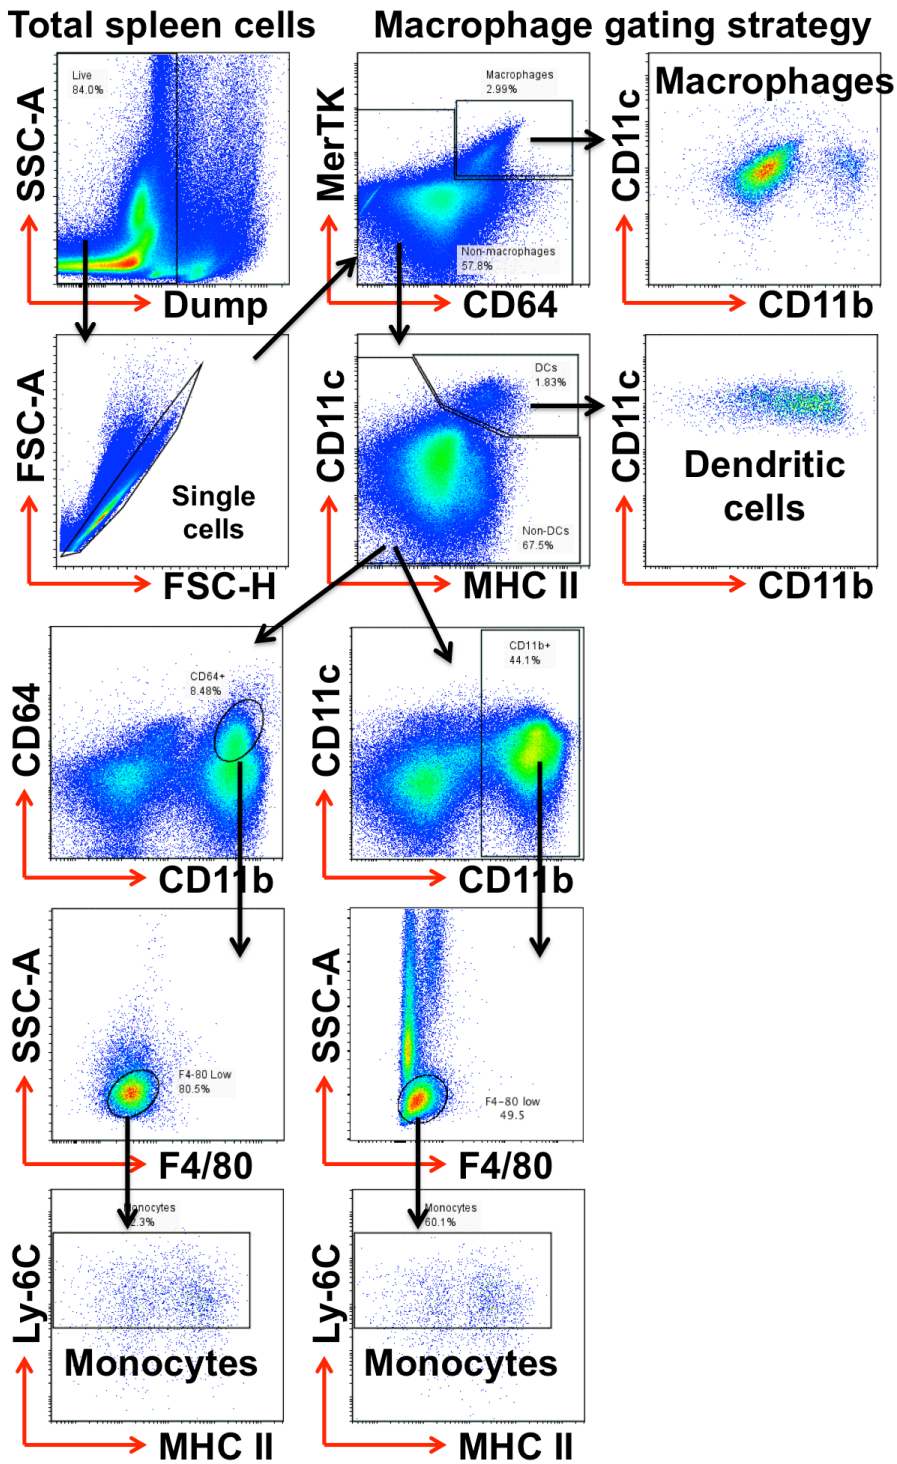 Total spleen cells
Macrophage gating strategy
SSC-A
Live
84.0%
Dump
MerTK
Macrophages
2.99%
Non-macrophages
57.8%
CD64
CD11c
Macrophages
CD11b
FSC-A
Single
cells
FSC-H
CD11c
DCs
1.83%
Non-DCs
67.5%
MHC II
CD11c
Dendritic
cells
CD11b
CD64
CD64+
8.48%
CD11b
CD11c
CD11b+
44.1%
CD11b
SSC-A
F4-80 Low
80.5%
F4/80
SSC-A
F4-80 low
49.5
F4/80
Ly-6C
Monocytes
Monocytes
MHC II
Ly-6C
Monocytes
60.1%
Monocytes
MHC II